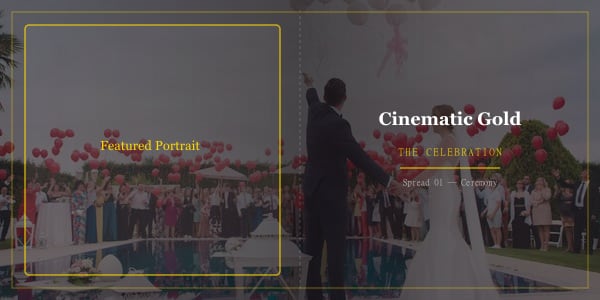 Featured Portrait
Cinematic Gold
THE CELEBRATION
Spread 01 — Ceremony